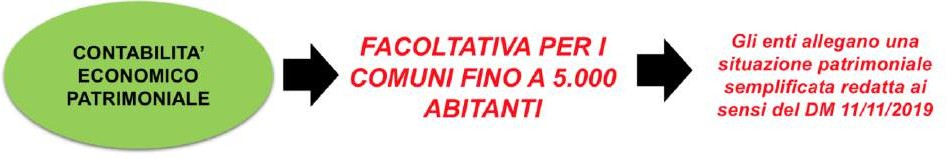 CONTABILITA'
ECONOMICO
PATRIMONIALE
FACOLTATIVA PER I
COMUNI FINO A 5.000
ABITANTI
Gli enti allegano una
situazione patrimoniale
semplificata redatta ai
sensi del DM 11/11/2019